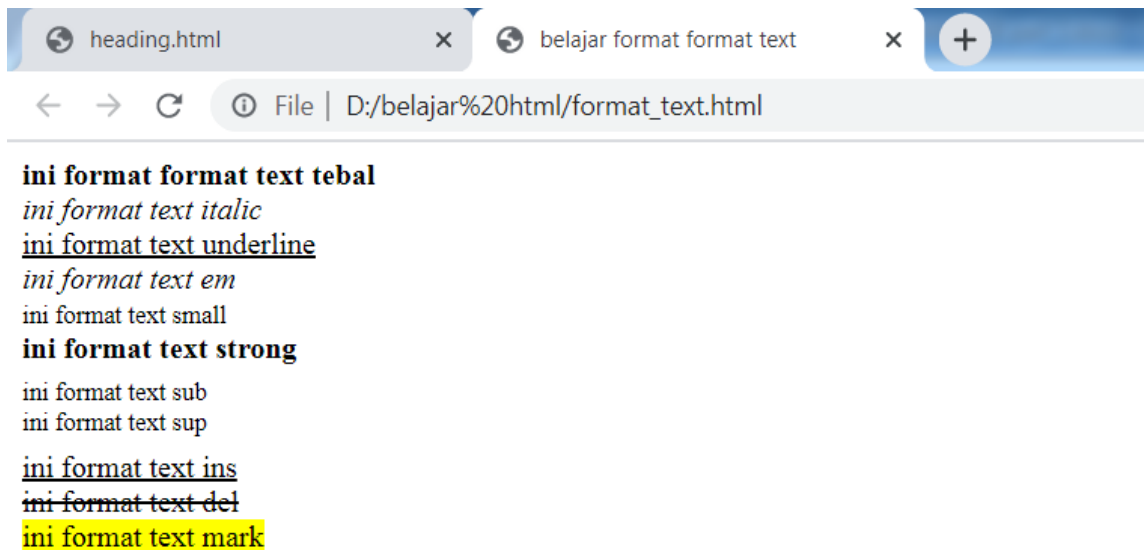 heading.html
belajar format format text
File | D:/belajar%20html/format_text.html
ini format format text tebal
ini format text italic
ini format text underline
ini format text em
ini format text small
ini format text strong
ini format text sub
ini format text sup
ini format text ins
ini format text del
ini format text mark